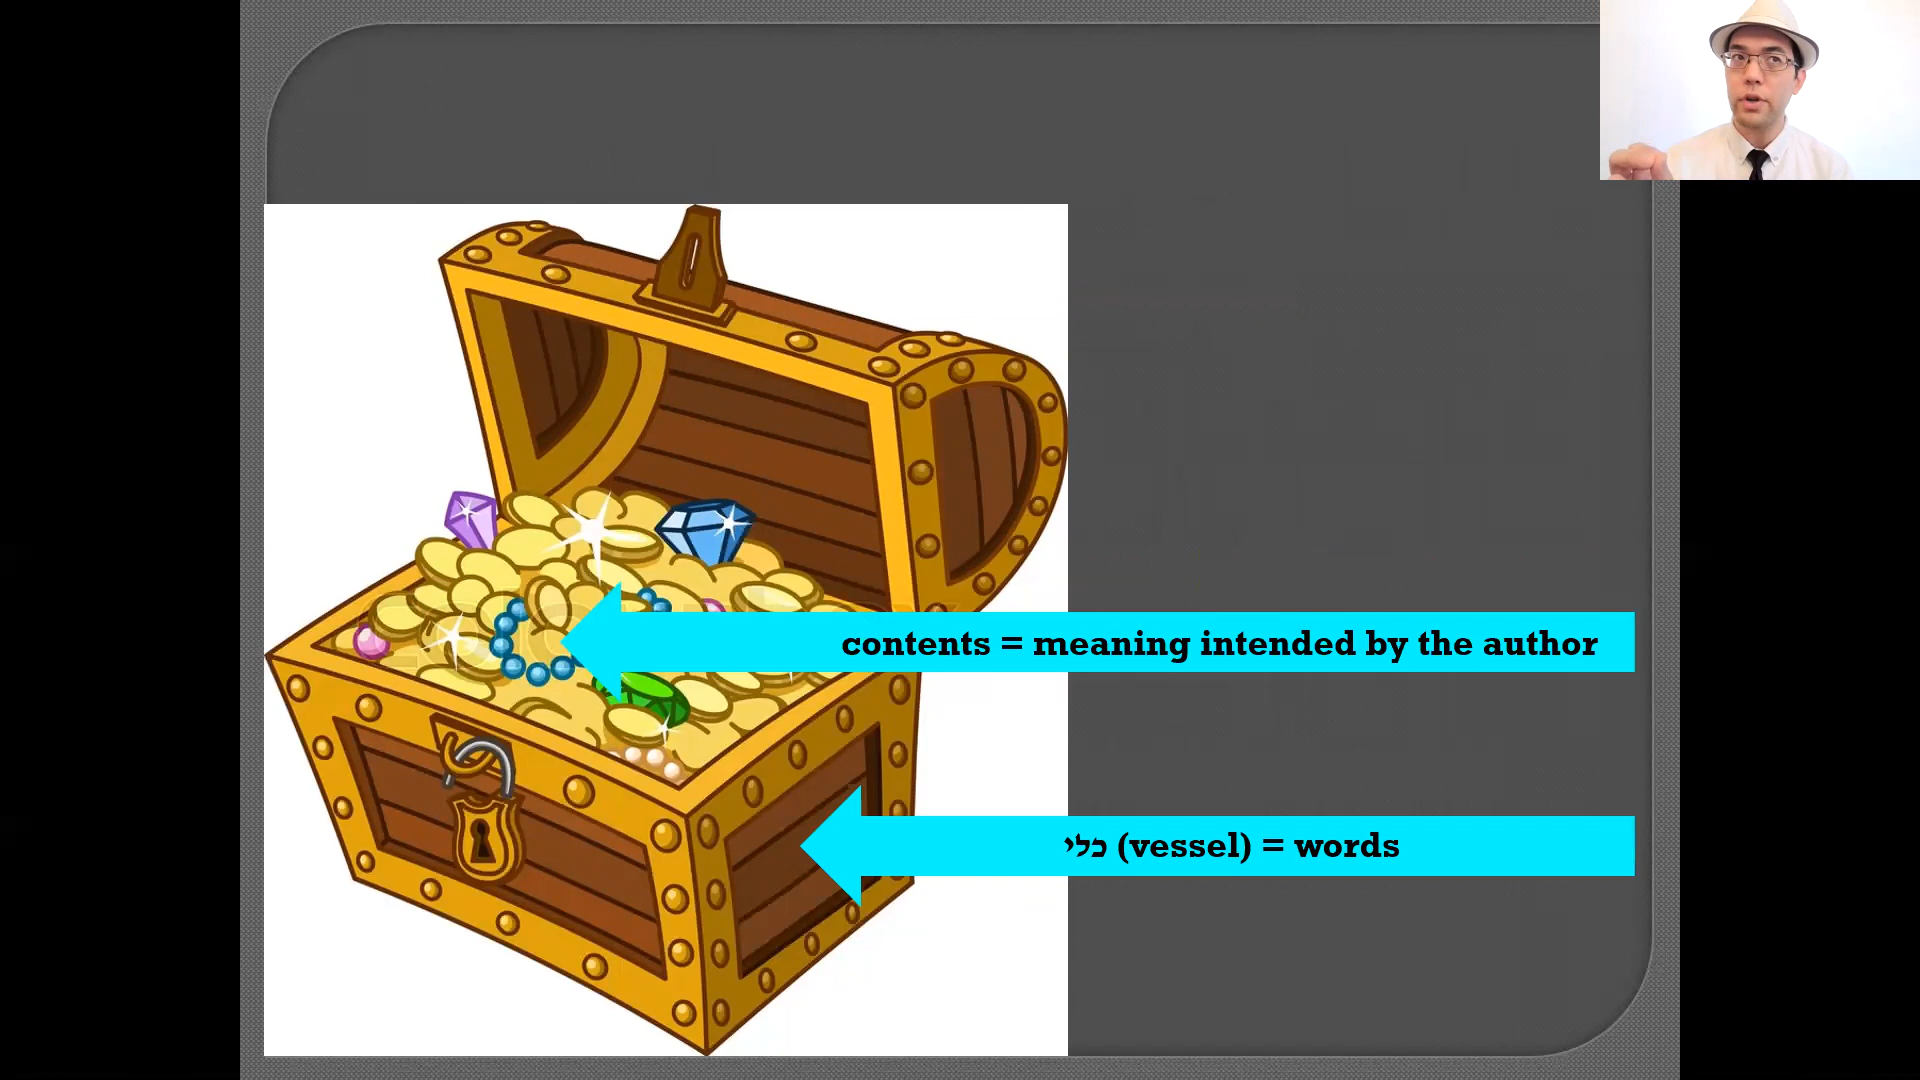 contents = meaning intended by the author
כלי (vessel) = words